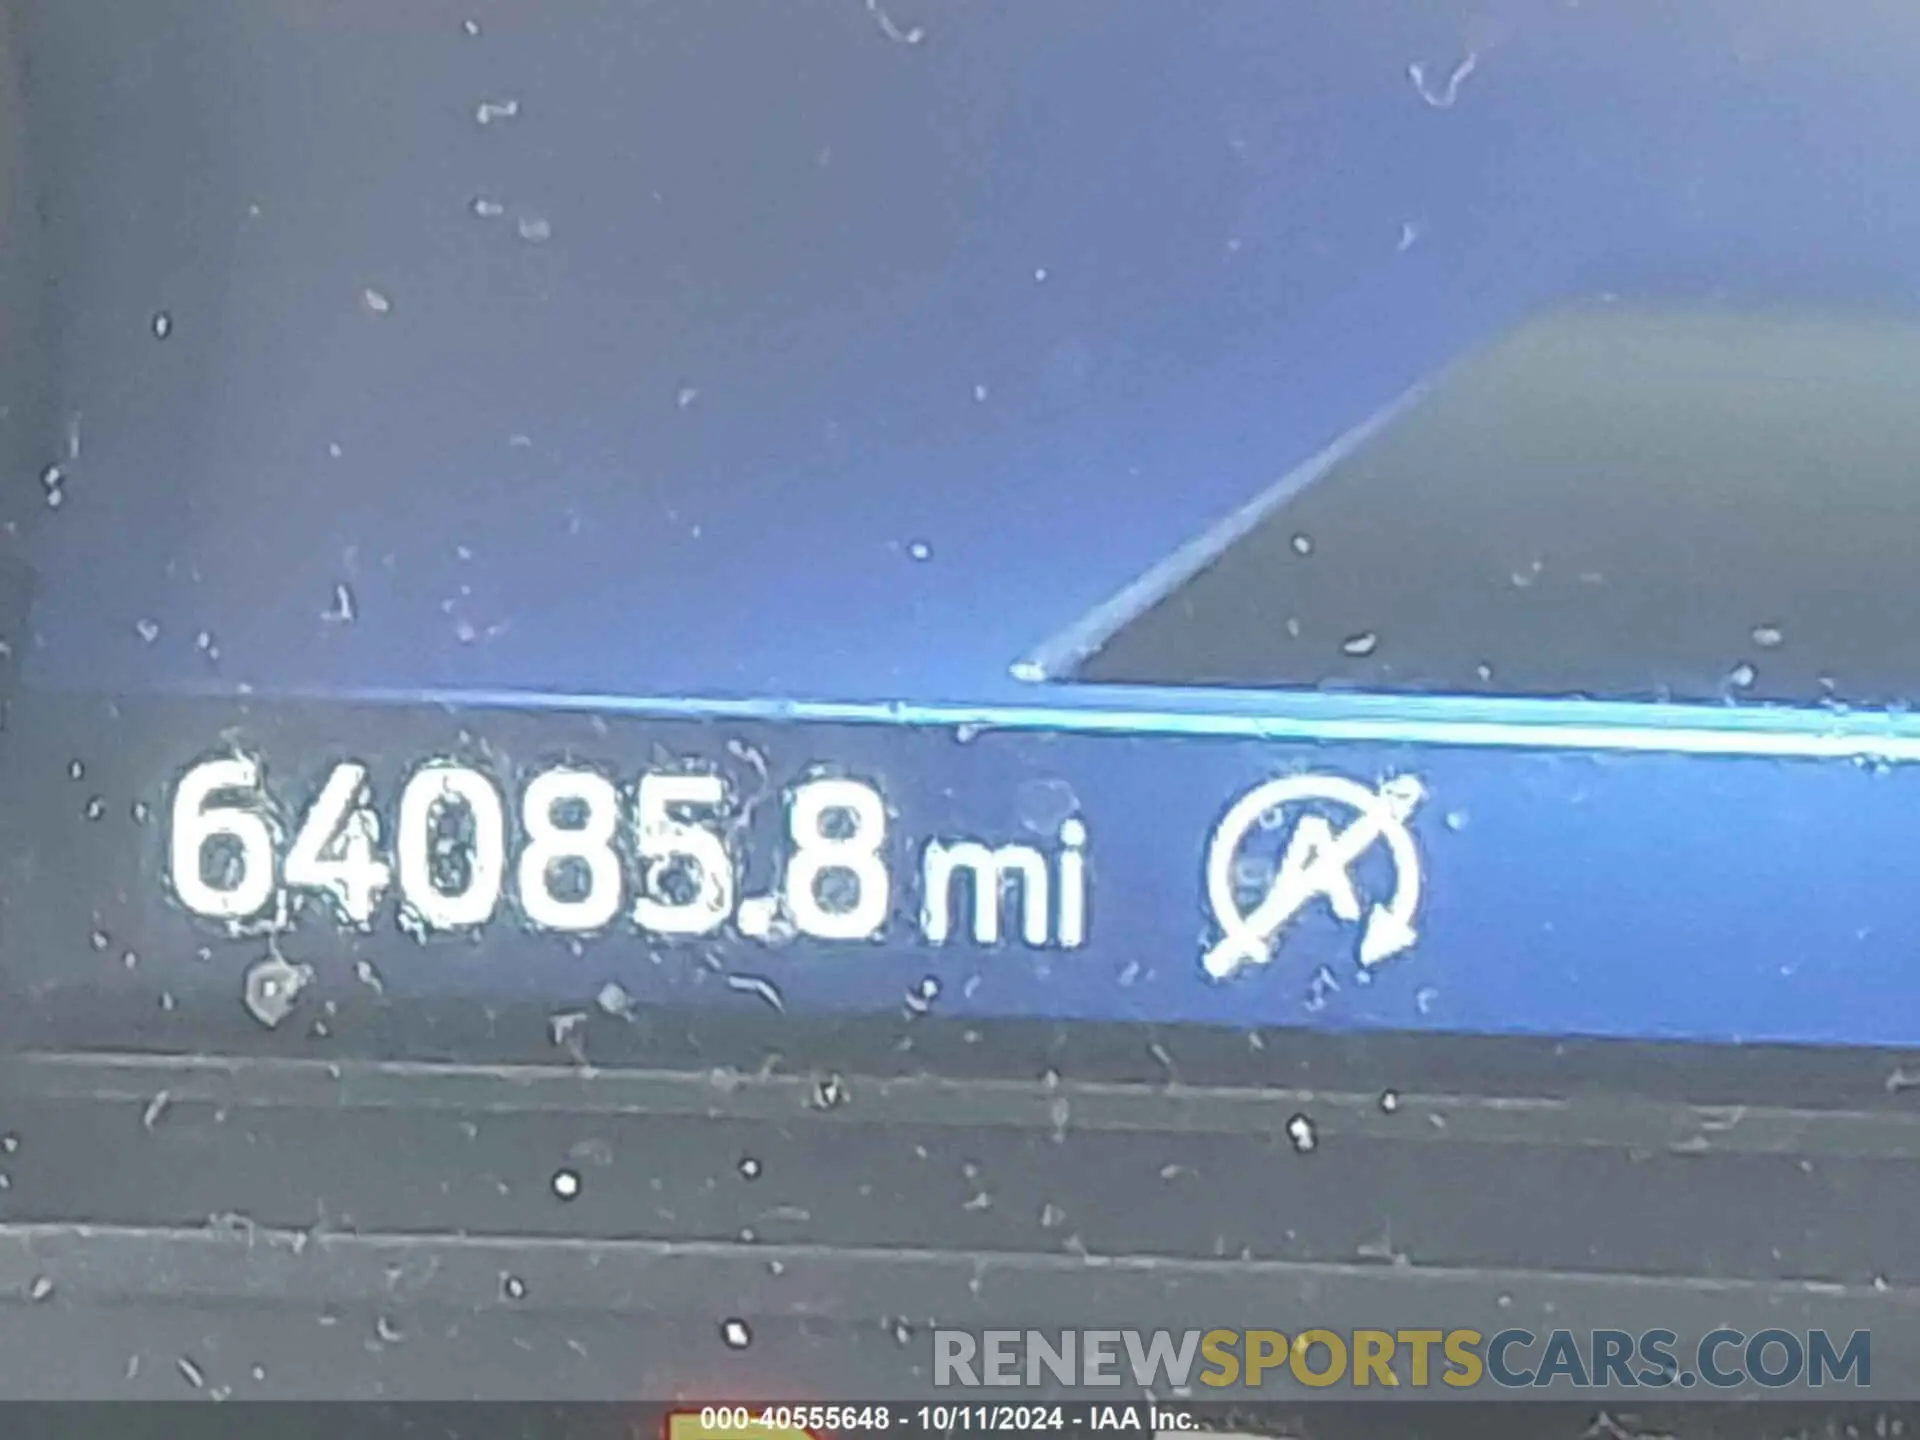 64085.8 mi A
RENEWSPORTSCARS.COM
000-40555648 - 10/11/2024 - IAA Inc.